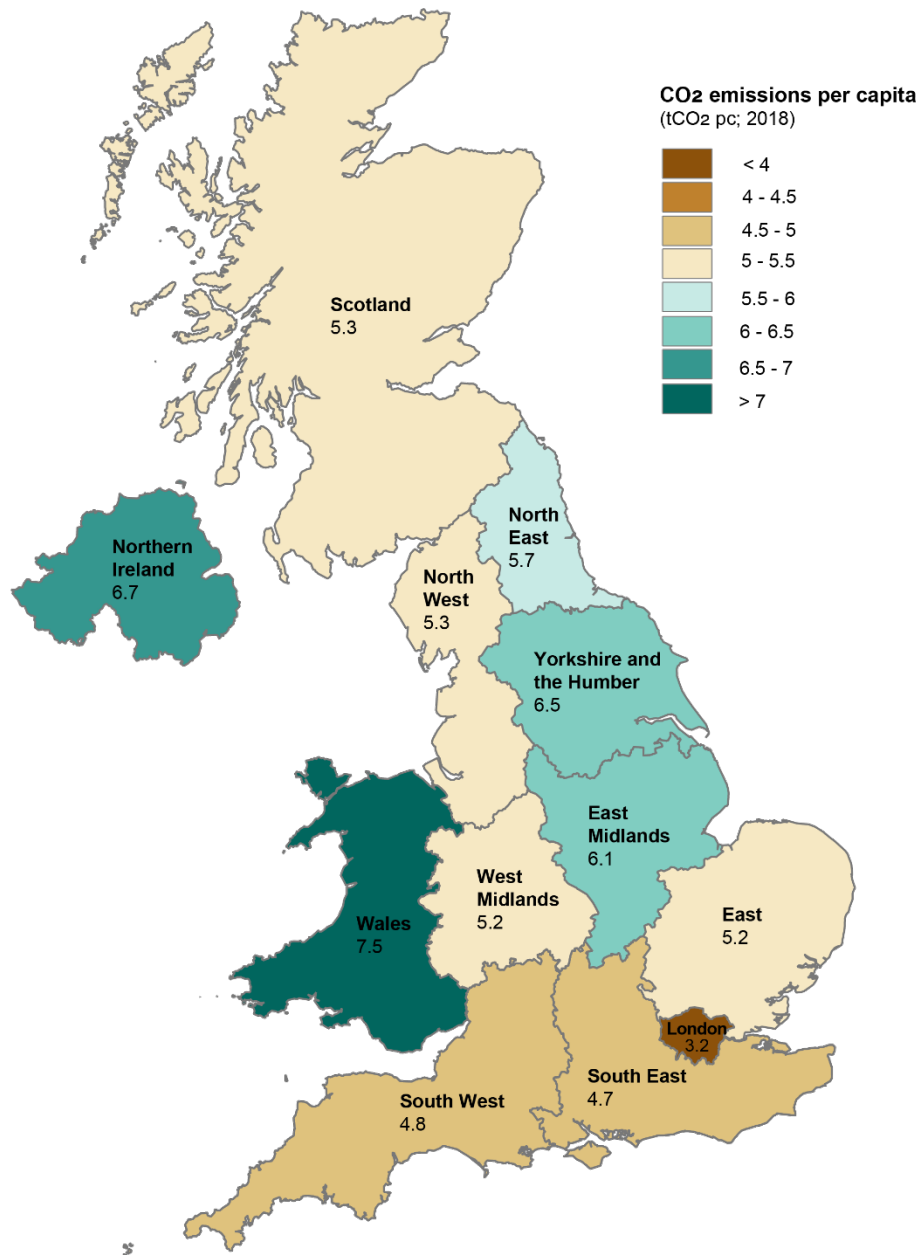 CO2 emissions per capita
(tCO2 pc; 2018)
< 4
4 - 4.5
4.5 - 5
5 - 5.5
5.5 - 6
6 - 6.5
6.5 - 7
> 7
Scotland
5.3
North
East
5.7
Northern
Ireland
6.7
North
West
5.3
Yorkshire and
the Humber
6.5
East
Midlands
6.1
West
Midlands
5.2
East
5.2
Wales
7.5
London
3.2
South East
4.7
South West
4.8